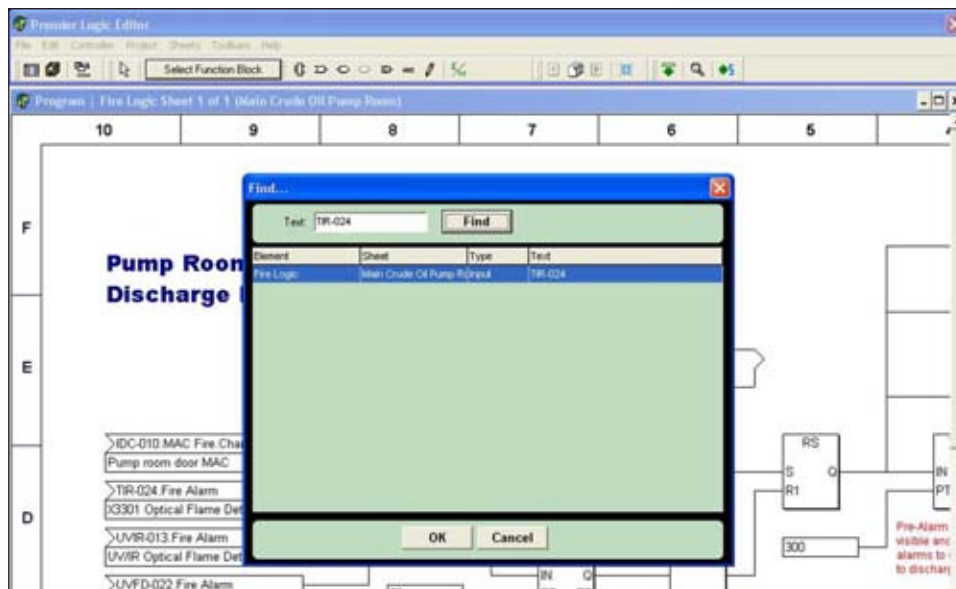 Premier Logic Editor
File Edit Controller Project Sheets Toolbars Help
Select Function Block
Program | Fire Logic Sheet 1 of 1 (Main Crude Oil Pump Room)
10 9 8 7 6 5
F
Pump Room
Discharge
Find...
Text: TIR-024 Find
Element Sheet Type Text
Fire Logic Main Crude Oil Pump Ro Input TIR-024
E
>IDC-010.MAC Fire.Cha
Pump room door MAC
RS
S Q
R1
IN
PT
>TIR-024.Fire Alarm
X3301 Optical Flame Det
D
>UVIR-013.Fire Alarm
UV/IR Optical Flame Det
OK Cancel
300
Pre-Alarm
visible and
alarms to
to discharg
>UVFD-022.Fire Alarm
IN Q